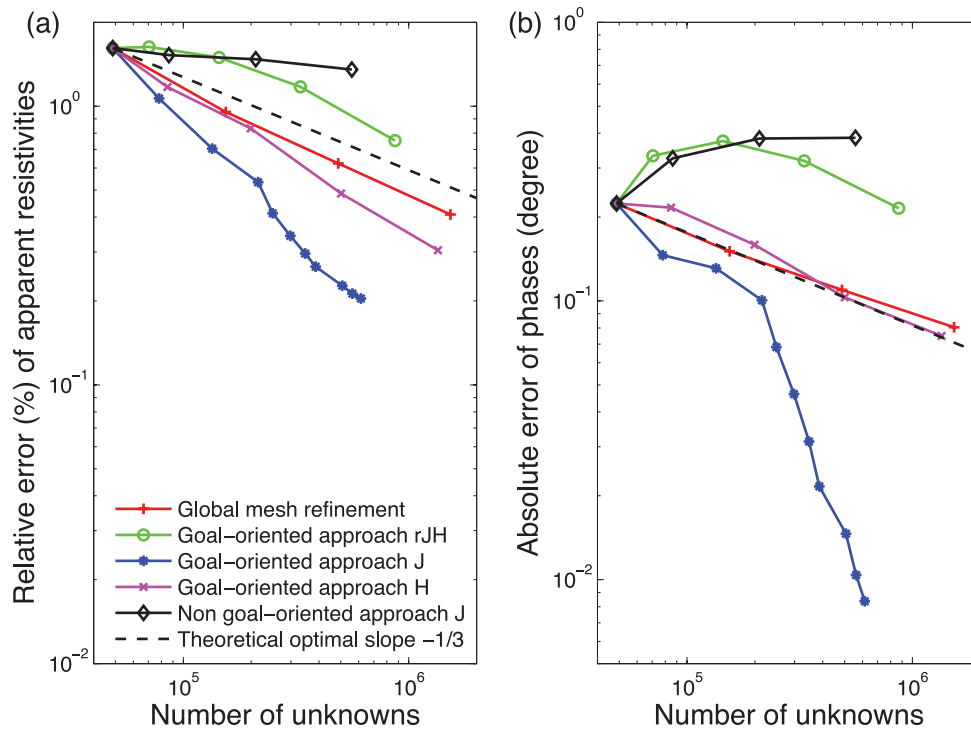 (a)
Relative error (%) of apparent resistivities
10^0
10^-1
10^-2
10^5
10^6
Number of unknowns
Global mesh refinement
Goal-oriented approach rJH
Goal-oriented approach J
Goal-oriented approach H
Non goal-oriented approach J
Theoretical optimal slope -1/3
(b)
Absolute error of phases (degree)
10^0
10^-1
10^-2
10^5
10^6
Number of unknowns